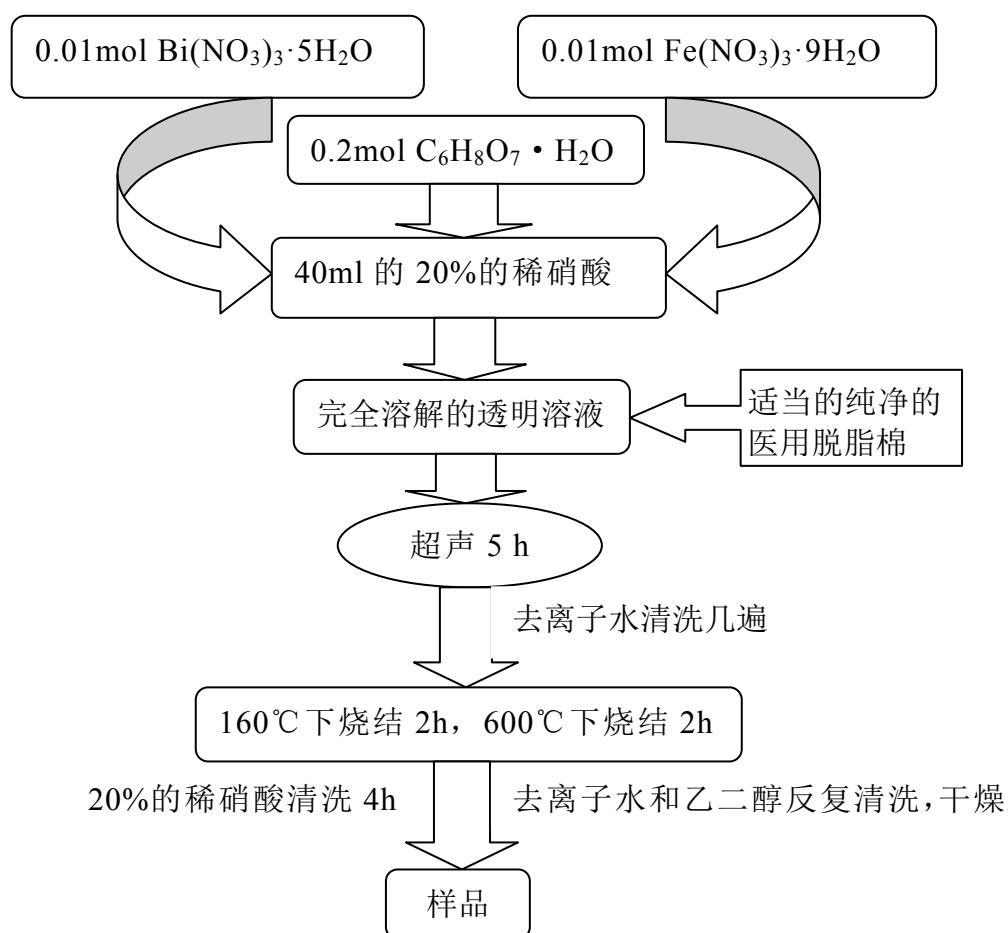 0.01mol Bi(NO₃)₃·5H₂O
0.01mol Fe(NO₃)₃·9H₂O
0.2mol C₆H₈O₇·H₂O
40ml 的 20%的稀硝酸
完全溶解的透明溶液
适当的纯净的
医用脱脂棉
超声 5 h
去离子水清洗几遍
160℃下烧结 2h，600℃下烧结 2h
20%的稀硝酸清洗 4h
去离子水和乙二醇反复清洗，干燥
样品